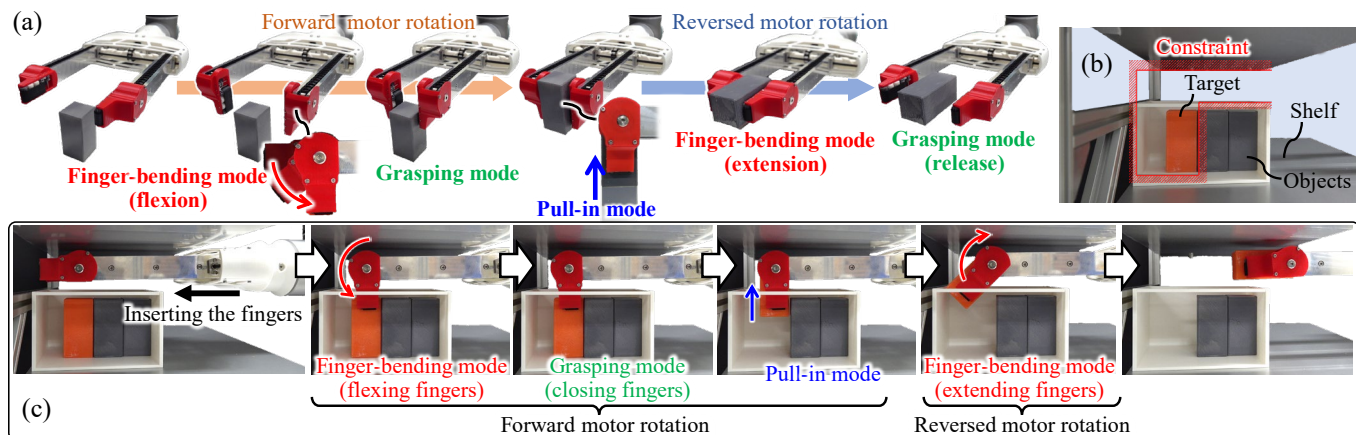 (a)
Forward motor rotation
Reversed motor rotation
Finger-bending mode
(flexion)
Grasping mode
Pull-in mode
Finger-bending mode
(extension)
Grasping mode
(release)
(b)
Constraint
Target
Shelf
Objects
Inserting the fingers
Finger-bending mode
(flexing fingers)
Grasping mode
(closing fingers)
Pull-in mode
Finger-bending mode
(extending fingers)
(c)
Forward motor rotation
Reversed motor rotation